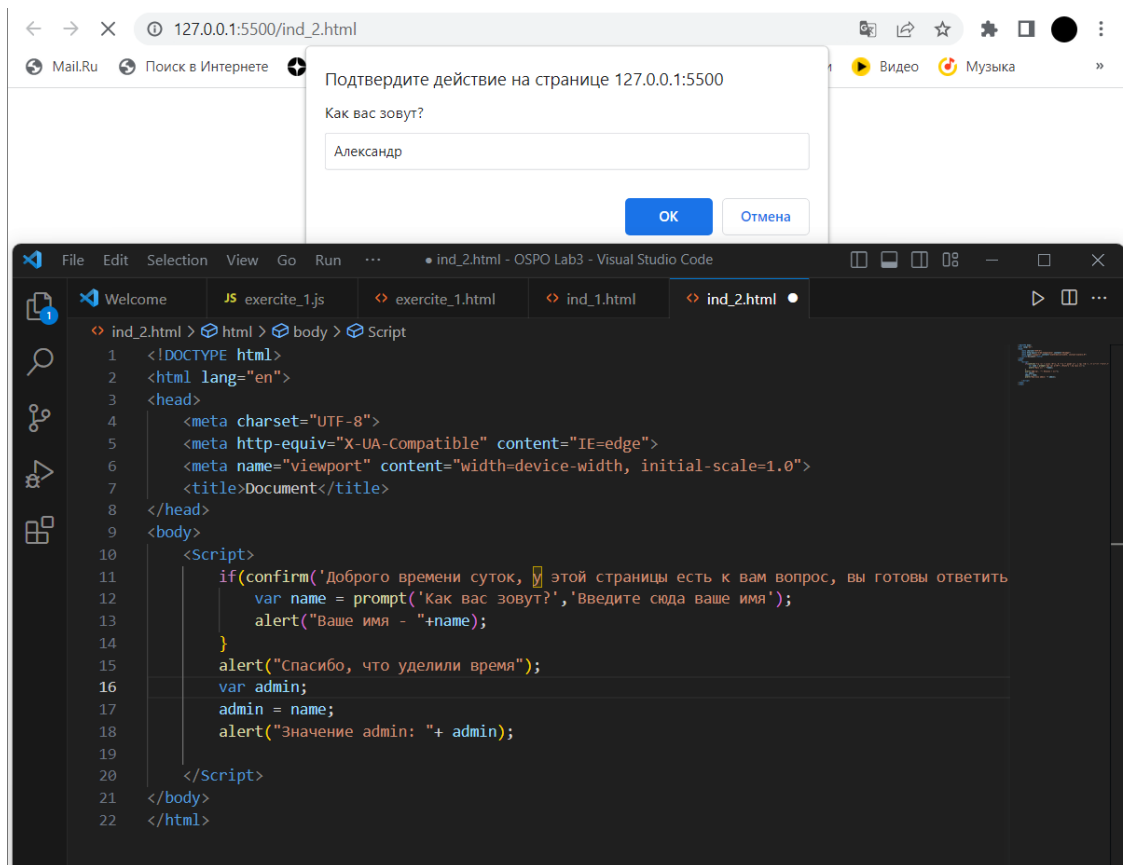 127.0.0.1:5500/ind_2.html
Mail.Ru Поиск в Интернете Видео Музыка »
Подтвердите действие на странице 127.0.0.1:5500
Как вас зовут?
Александр
ОК Отмена
File Edit Selection View Go Run ··· ● ind_2.html - OSPO Lab3 - Visual Studio Code
Welcome JS exercite_1.js <> exercite_1.html <> ind_1.html <> ind_2.html ●
<> ind_2.html > html > body > Script
1
1 <!DOCTYPE html>
2 <html lang="en">
3 <head>
4 <meta charset="UTF-8">
5 <meta http-equiv="X-UA-Compatible" content="IE=edge">
6 <meta name="viewport" content="width=device-width, initial-scale=1.0">
7 <title>Document</title>
8 </head>
9 <body>
10 <Script>
11 if(confirm('Доброго времени суток, у этой страницы есть к вам вопрос, вы готовы ответить
12 var name = prompt('Как вас зовут?','Введите сюда ваше имя');
13 alert("Ваше имя - "+name);
14 }
15 alert("Спасибо, что уделили время");
16 var admin;
17 admin = name;
18 alert("Значение admin: "+ admin);
19
20 </Script>
21 </body>
22 </html>